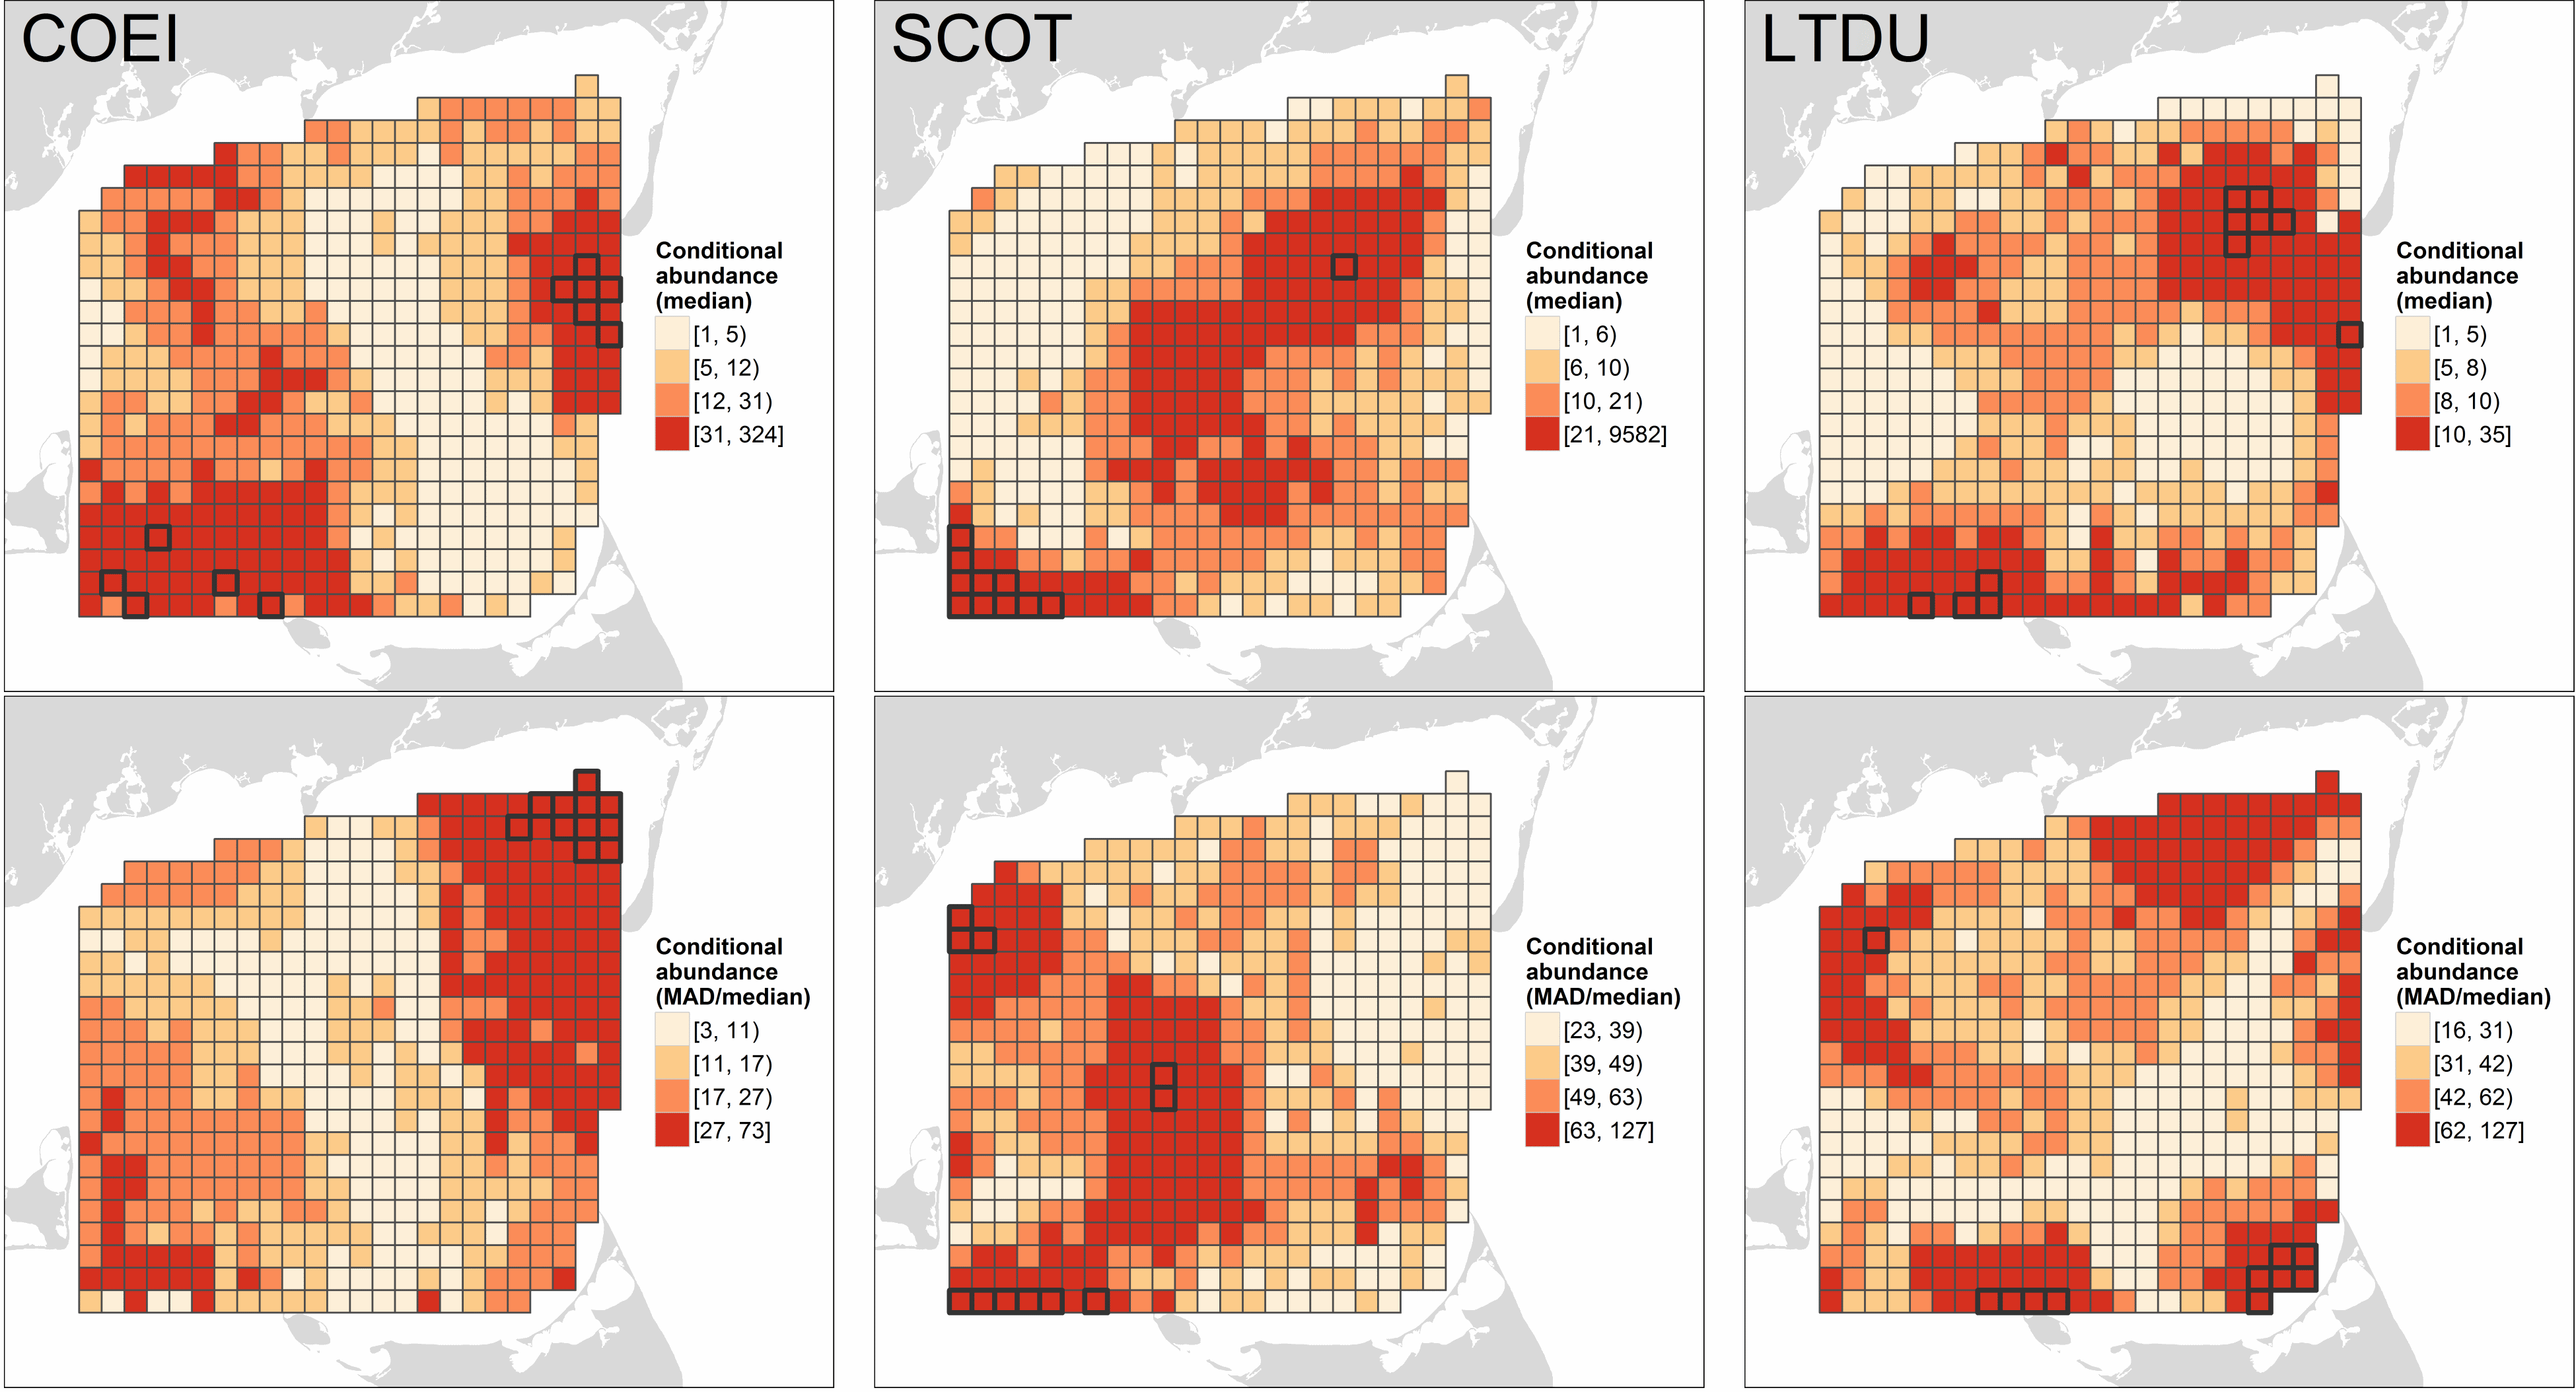 COEI
Conditional
abundance
(median)
[1, 5)
[5, 12)
[12, 31)
[31, 324]
SCOT
Conditional
abundance
(median)
[1, 6)
[6, 10)
[10, 21)
[21, 9582]
LTDU
Conditional
abundance
(median)
[1, 5)
[5, 8)
[8, 10)
[10, 35]
Conditional
abundance
(MAD/median)
[3, 11)
[11, 17)
[17, 27)
[27, 73]
Conditional
abundance
(MAD/median)
[23, 39)
[39, 49)
[49, 63)
[63, 127]
Conditional
abundance
(MAD/median)
[16, 31)
[31, 42)
[42, 62)
[62, 127]